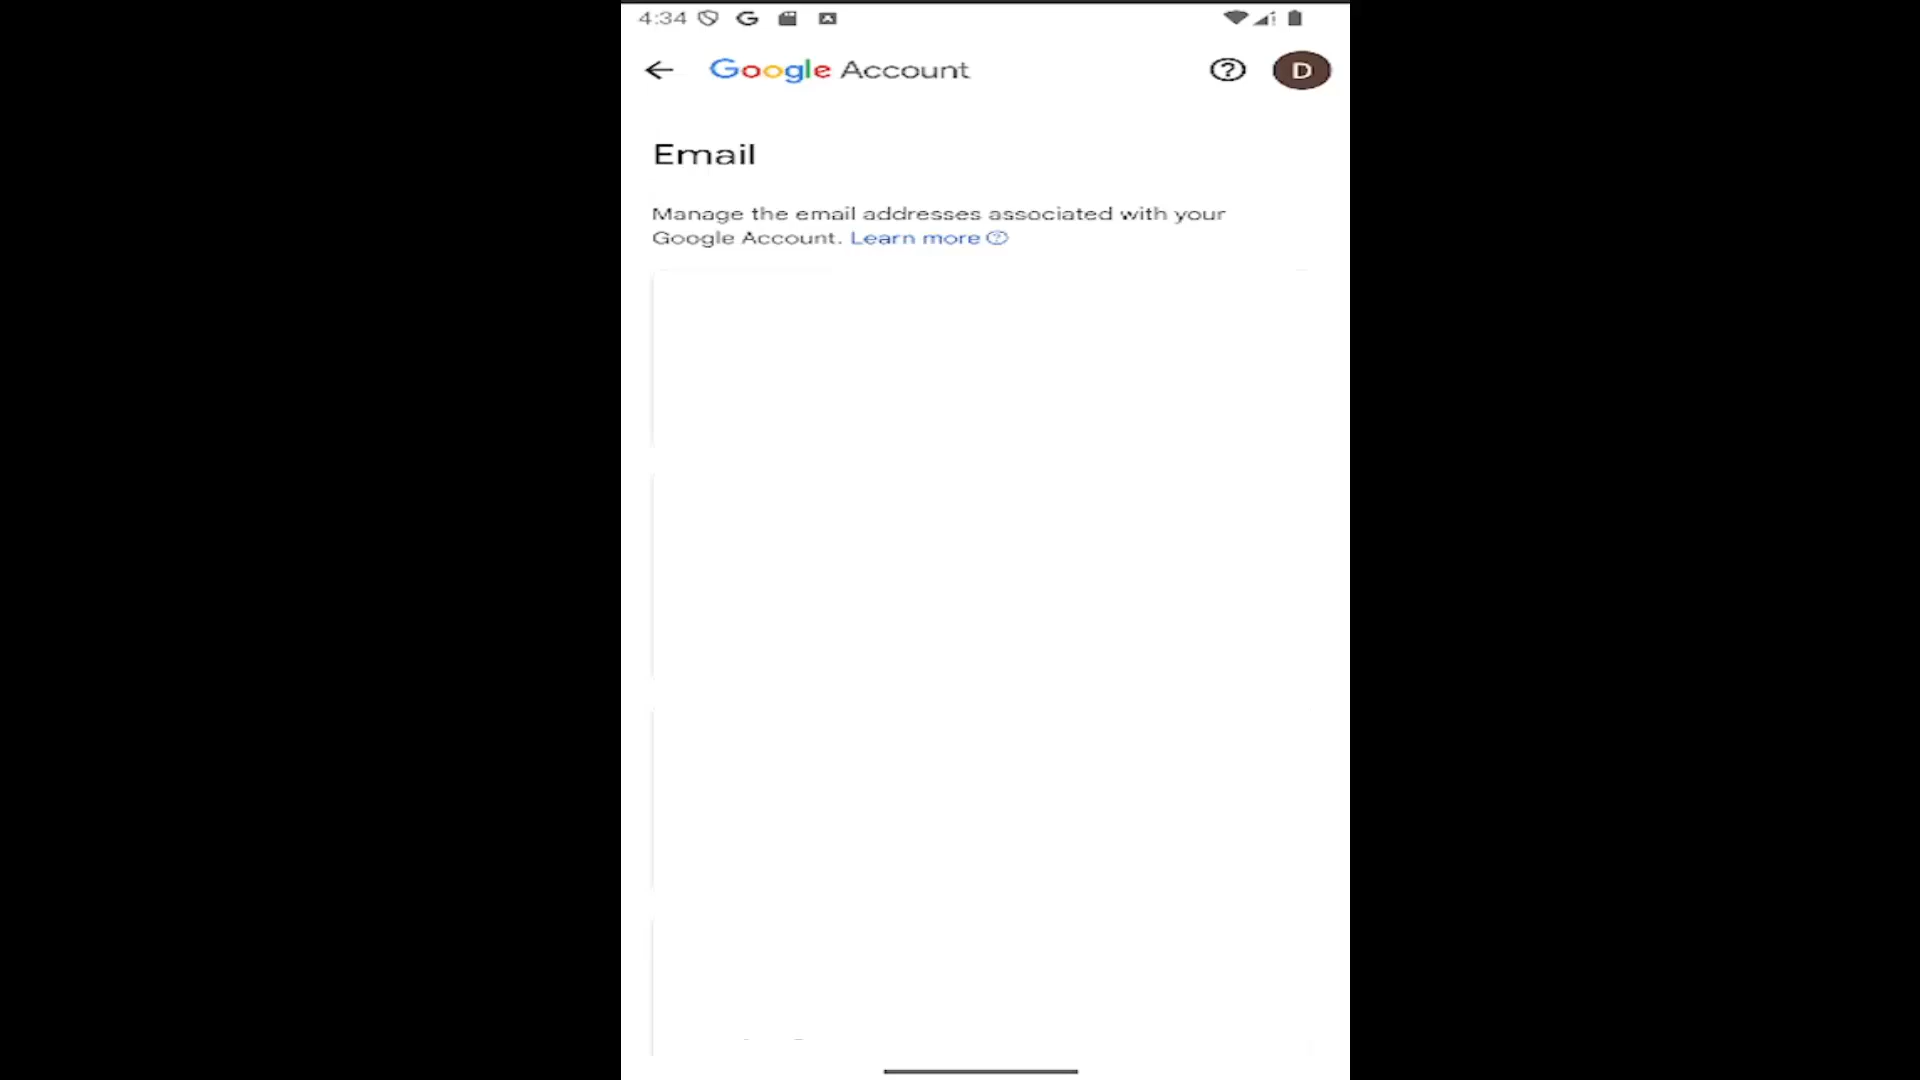 4:34
Google Account
D
Email
Manage the email addresses associated with your
Google Account. Learn more